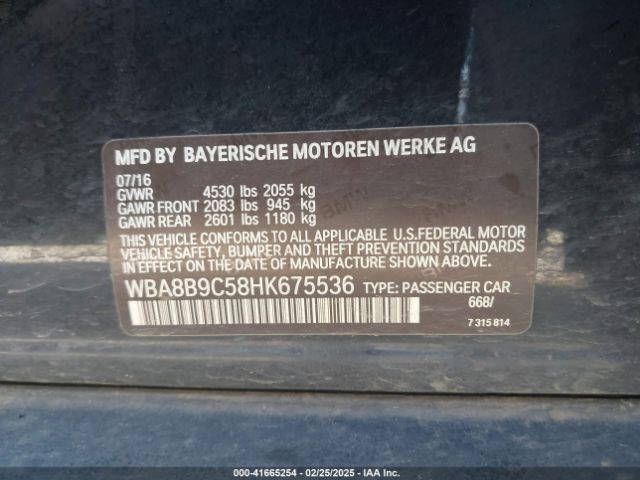 MFD BY BAYERISCHE MOTOREN WERKE AG
07/16
GVWR 4530 lbs 2055 kg
GAWR FRONT 2083 lbs 945 kg
GAWR REAR 2601 lbs 1180 kg
THIS VEHICLE CONFORMS TO ALL APPLICABLE U.S.FEDERAL MOTOR
VEHICLE SAFETY, BUMPER, AND THEFT PREVENTION STANDARDS
IN EFFECT ON THE DATE OF MANUFACTURE SHOWN ABOVE.
WBA8B9C58HK675536 TYPE: PASSENGER CAR
668/
7 315 814
000-41665254 - 02/25/2025 - IAA Inc.